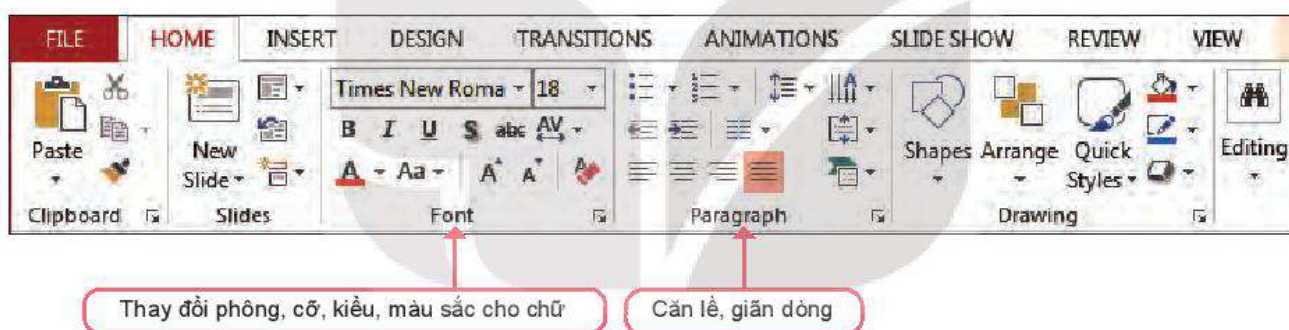 FILE HOME INSERT DESIGN TRANSITIONS ANIMATIONS SLIDE SHOW REVIEW VIEW
Times New Roma 18
B I U S abc AV
Paste New Slide Shapes Arrange Quick Styles Editing
A Aa A A
Clipboard Slides Font Paragraph Drawing
Thay đổi phông, cỡ, kiểu, màu sắc cho chữ Căn lề, giãn dòng